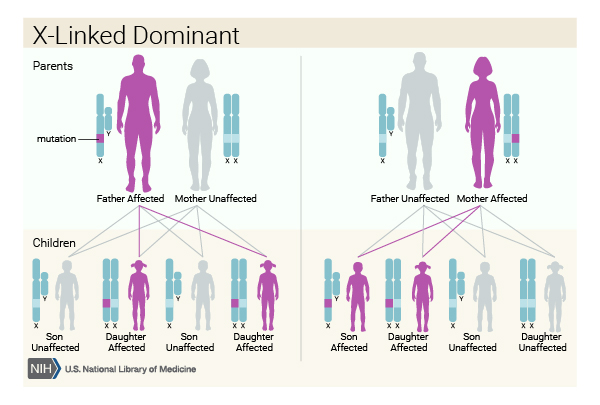 X-Linked Dominant
Parents
mutation
X
Y
X X
Father Affected
Mother Unaffected
X
Y
X X
Father Unaffected
Mother Affected
Children
X
Y
Son
Unaffected
X X
Daughter
Affected
X
Y
Son
Unaffected
X X
Daughter
Affected
X
Y
Son
Affected
X X
Daughter
Affected
X
Y
Son
Unaffected
X X
Daughter
Unaffected
NIH U.S. National Library of Medicine